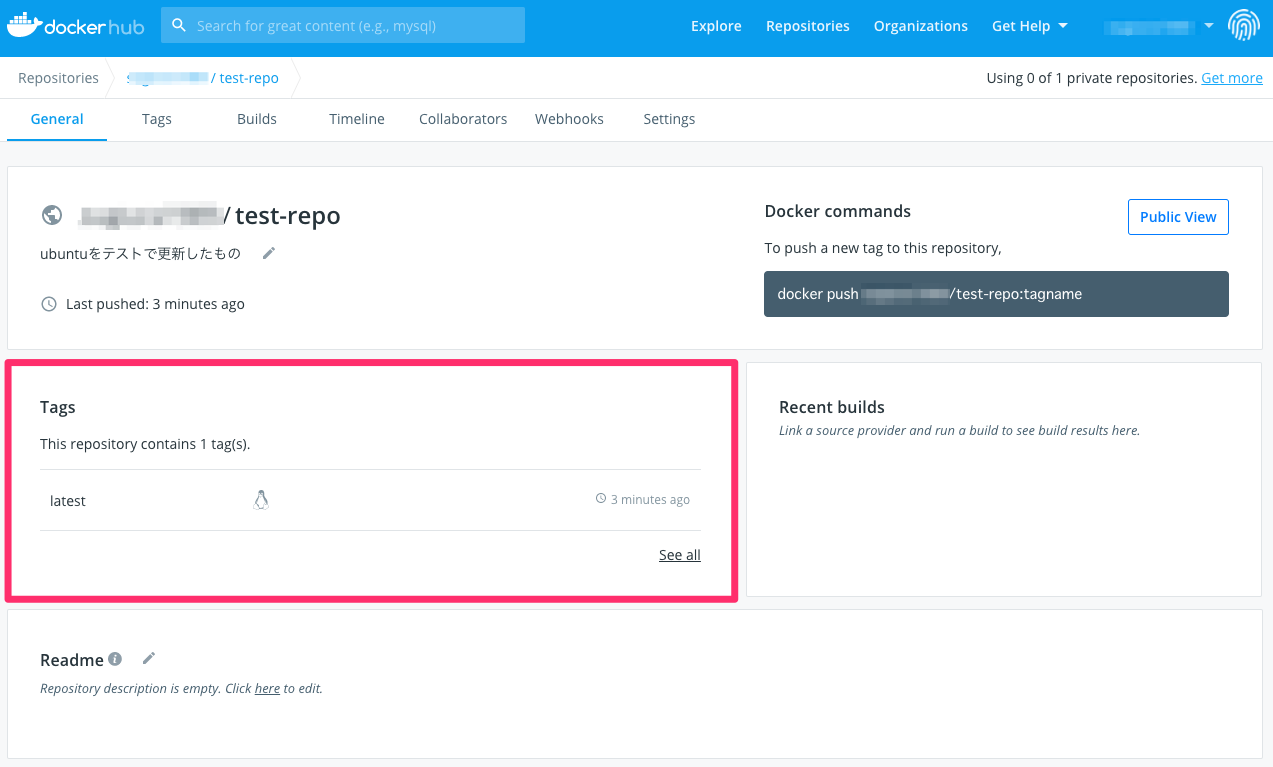 dockerhub
Search for great content (e.g., mysql)
Explore Repositories Organizations Get Help
Repositories / test-repo
Using 0 of 1 private repositories. Get more
General Tags Builds Timeline Collaborators Webhooks Settings
/ test-repo
ubuntuをテストで更新したもの
Last pushed: 3 minutes ago
Docker commands
Public View
To push a new tag to this repository,
docker push /test-repo:tagname
Tags
This repository contains 1 tag(s).
latest 3 minutes ago
See all
Recent builds
Link a source provider and run a build to see build results here.
Readme
Repository description is empty. Click here to edit.